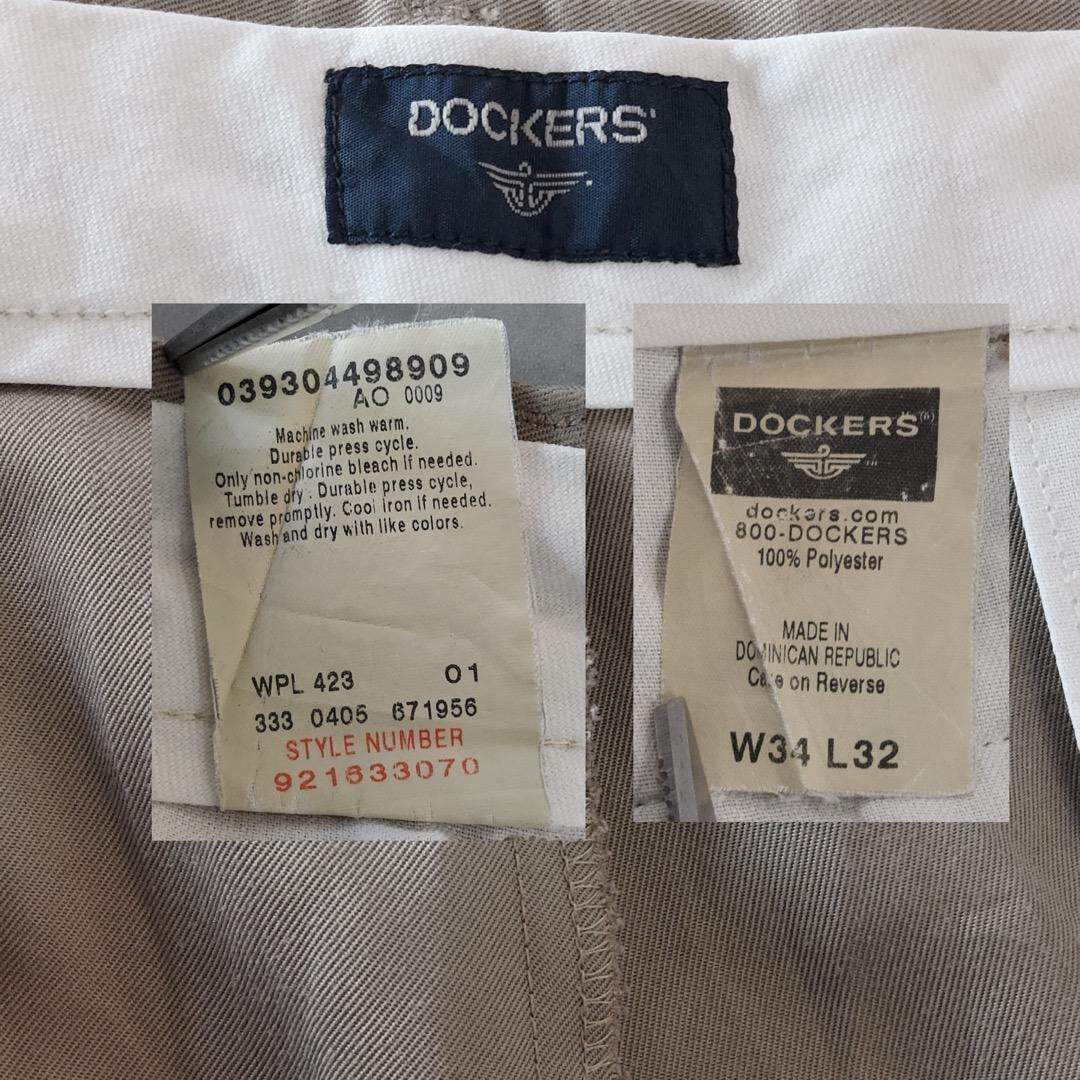 DOCKERS
039304498909
AO 0009
Machine wash warm.
Durable press cycle.
Only non-chlorine bleach if needed.
Tumble dry. Durable press cycle,
remove promptly. Cool iron if needed.
Wash and dry with like colors.
WPL 423 01
333 0405 671956
STYLE NUMBER
921633070
DOCKERS
dockers.com
800-DOCKERS
100% Polyester
MADE IN
DOMINICAN REPUBLIC
Care on Reverse
W34 L32